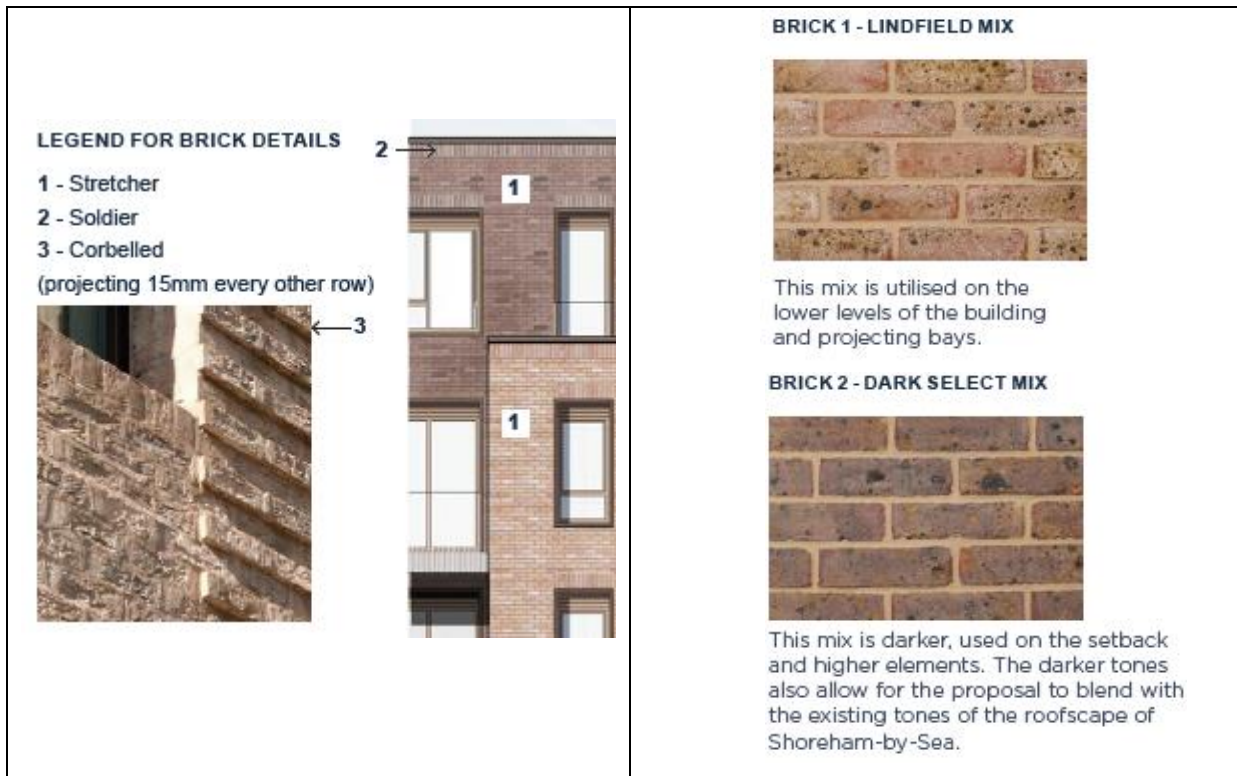 LEGEND FOR BRICK DETAILS
1 - Stretcher
2 - Soldier
3 - Corbelled
(projecting 15mm every other row)
3
2
1
1
BRICK 1 - LINDFIELD MIX
This mix is utilised on the
lower levels of the building
and projecting bays.
BRICK 2 - DARK SELECT MIX
This mix is darker, used on the setback
and higher elements. The darker tones
also allow for the proposal to blend with
the existing tones of the roofscape of
Shoreham-by-Sea.